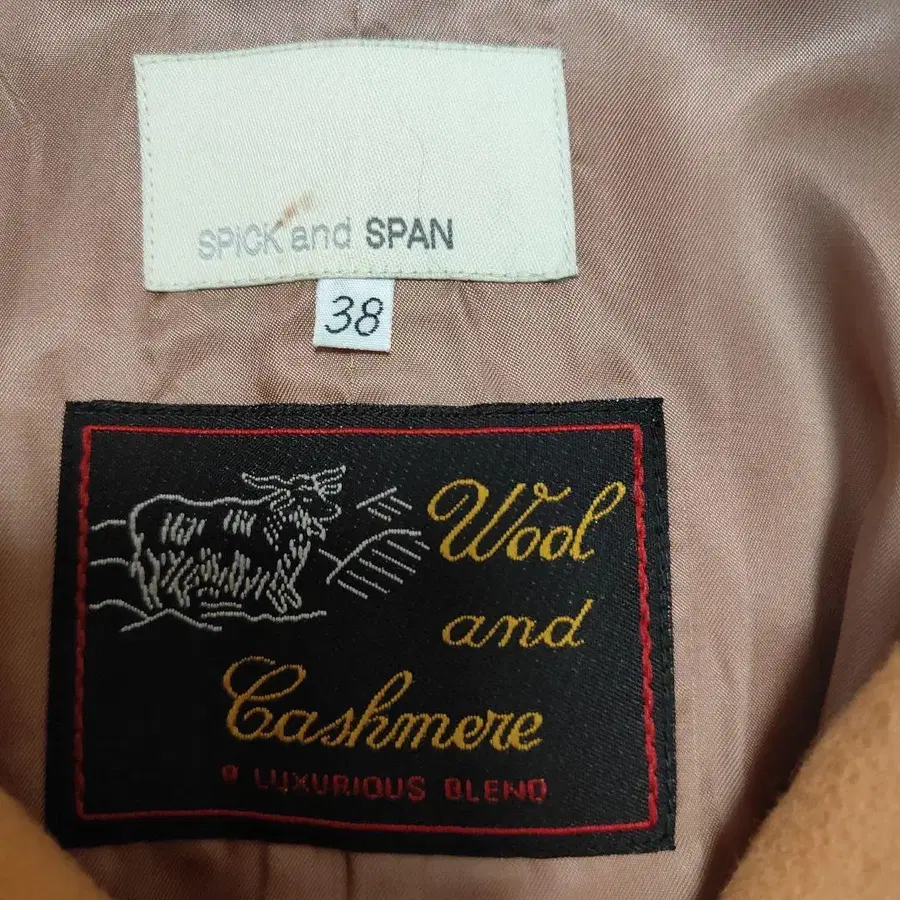 SPICK and SPAN
38
Wool
and
Cashmere
a LUXURIOUS BLEND